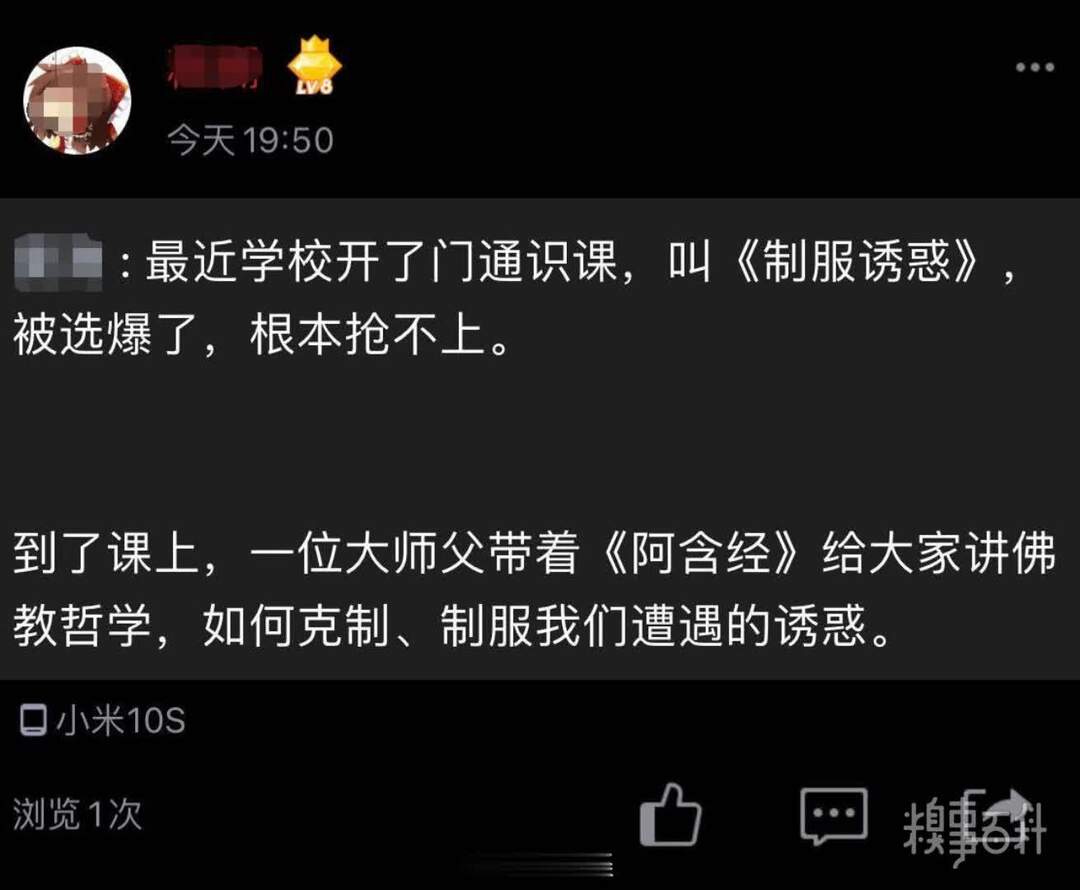 LV8
今天19:50
:最近学校开了门通识课，叫《制服诱惑》，
被选爆了，根本抢不上。
到了课上，一位大师父带着《阿含经》给大家讲佛
教哲学，如何克制、制服我们遭遇的诱惑。
小米10S
浏览1次
糗事百科